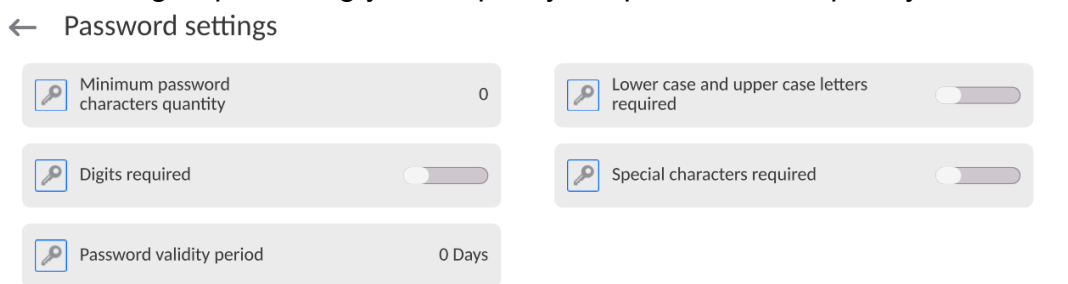 Password settings
Minimum password
characters quantity
0
Lower case and upper case letters
required
Digits required
Special characters required
Password validity period
0 Days